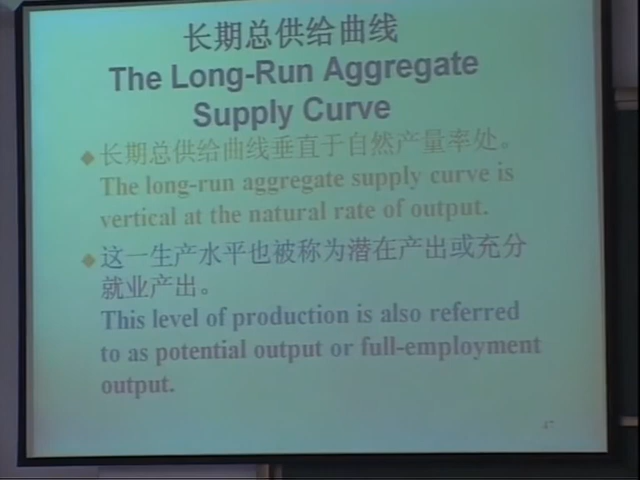 长期总供给曲线
The Long-Run Aggregate
Supply Curve
长期总供给曲线垂直于自然产量率处。
The long-run aggregate supply curve is
vertical at the natural rate of output.
这一生产水平也被称为潜在产出或充分
就业产出。
This level of production is also referred
to as potential output or full-employment
output.
47